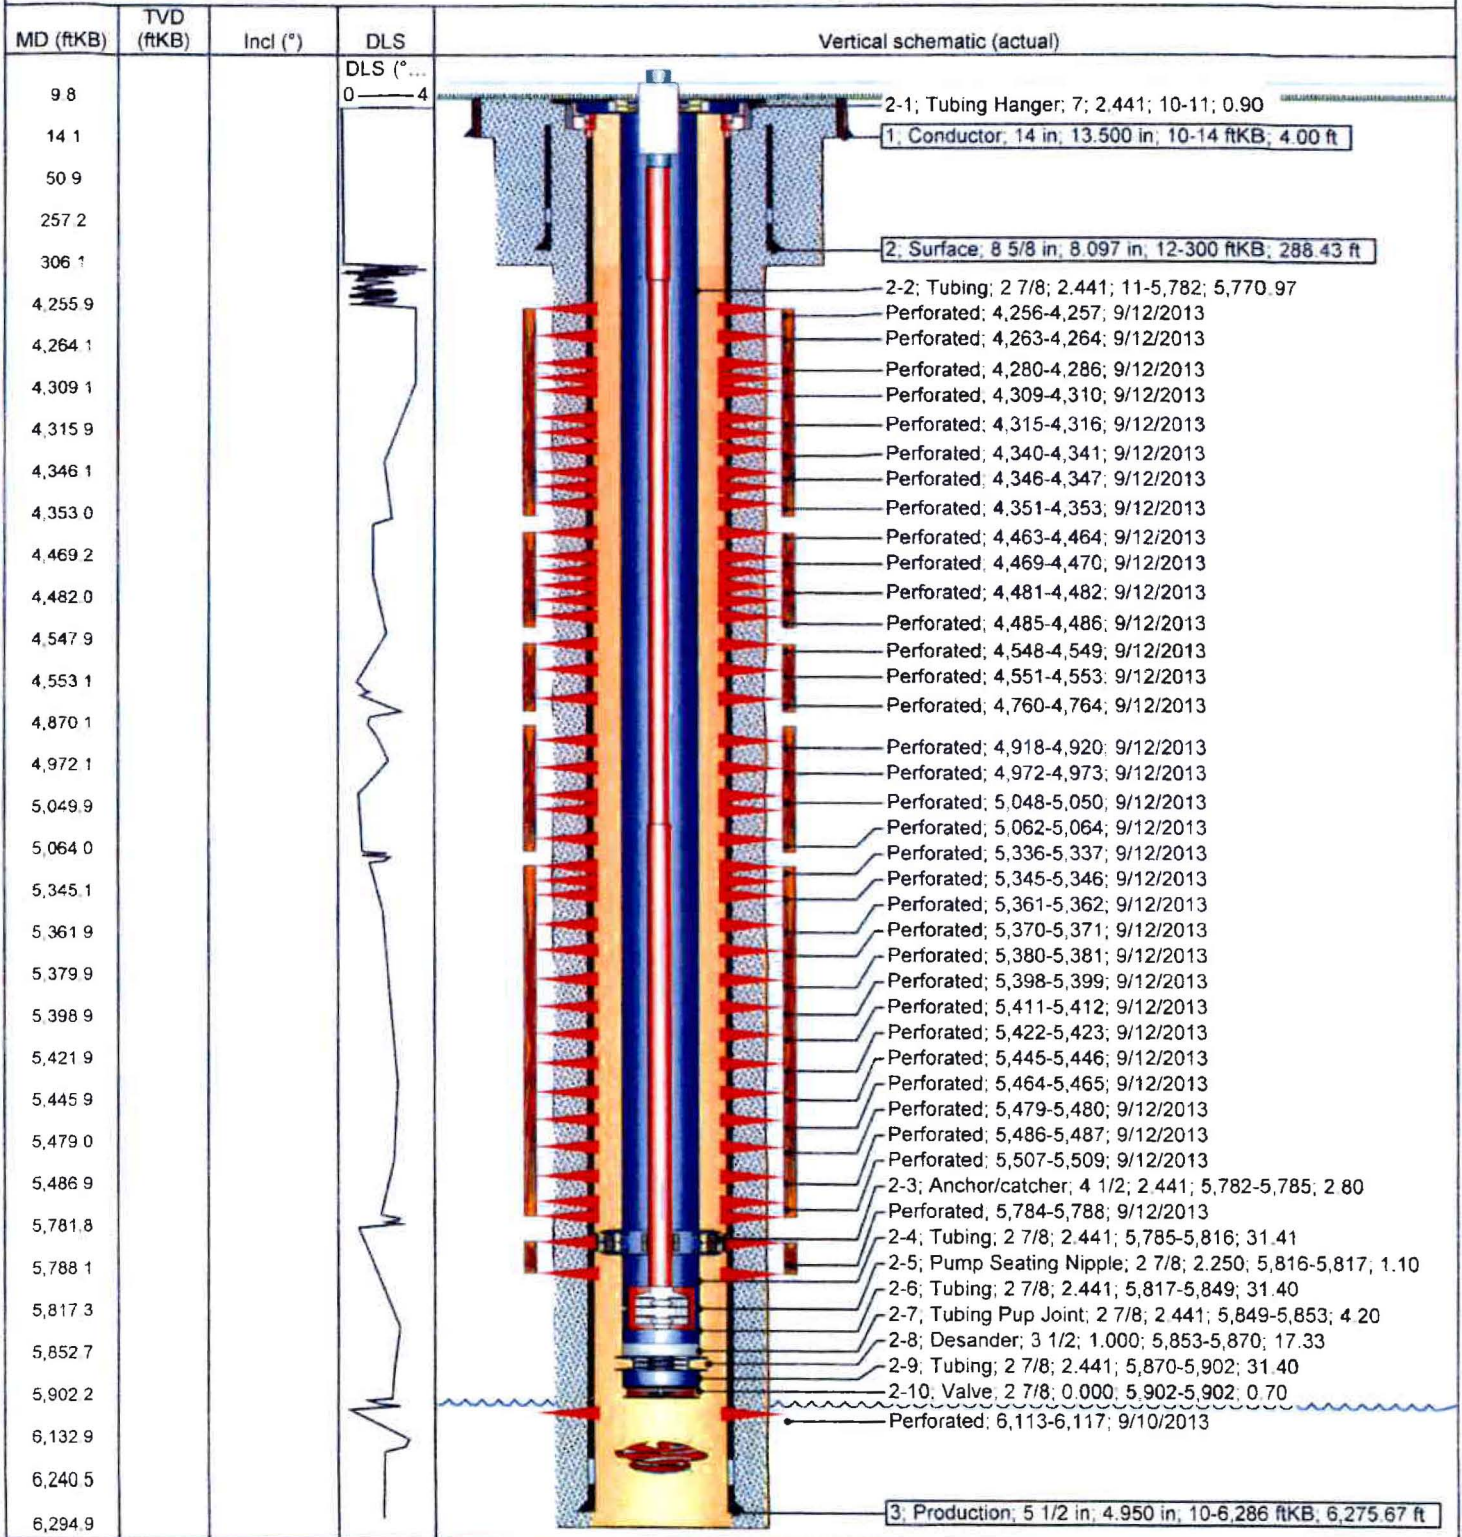 MD (ftKB) TVD (ftKB) Incl (°) DLS Vertical schematic (actual)
DLS (°...
0 4
9.8
14.1
50.9
257.2
306.1
4,255.9
4,264.1
4,309.1
4,315.9
4,346.1
4,353.0
4,469.2
4,482.0
4,547.9
4,553.1
4,870.1
4,972.1
5,049.9
5,064.0
5,345.1
5,361.9
5,379.9
5,398.9
5,421.9
5,445.9
5,479.0
5,486.9
5,781.8
5,788.1
5,817.3
5,852.7
5,902.2
6,132.9
6,240.5
6,294.9
2-1; Tubing Hanger; 7; 2.441; 10-11; 0.90
1; Conductor; 14 in; 13.500 in; 10-14 ftKB; 4.00 ft
2; Surface; 8 5/8 in; 8.097 in; 12-300 ftKB; 288.43 ft
2-2; Tubing; 2 7/8; 2.441; 11-5,782; 5,770.97
Perforated; 4,256-4,257; 9/12/2013
Perforated; 4,263-4,264; 9/12/2013
Perforated; 4,280-4,286; 9/12/2013
Perforated; 4,309-4,310; 9/12/2013
Perforated; 4,315-4,316; 9/12/2013
Perforated; 4,340-4,341; 9/12/2013
Perforated; 4,346-4,347; 9/12/2013
Perforated; 4,351-4,353; 9/12/2013
Perforated; 4,463-4,464; 9/12/2013
Perforated; 4,469-4,470; 9/12/2013
Perforated; 4,481-4,482; 9/12/2013
Perforated; 4,485-4,486; 9/12/2013
Perforated; 4,548-4,549; 9/12/2013
Perforated; 4,551-4,553; 9/12/2013
Perforated; 4,760-4,764; 9/12/2013
Perforated; 4,918-4,920; 9/12/2013
Perforated; 4,972-4,973; 9/12/2013
Perforated; 5,048-5,050; 9/12/2013
Perforated; 5,062-5,064; 9/12/2013
Perforated; 5,336-5,337; 9/12/2013
Perforated; 5,345-5,346; 9/12/2013
Perforated; 5,361-5,362; 9/12/2013
Perforated; 5,370-5,371; 9/12/2013
Perforated; 5,380-5,381; 9/12/2013
Perforated; 5,398-5,399; 9/12/2013
Perforated; 5,411-5,412; 9/12/2013
Perforated; 5,422-5,423; 9/12/2013
Perforated; 5,445-5,446; 9/12/2013
Perforated; 5,464-5,465; 9/12/2013
Perforated; 5,479-5,480; 9/12/2013
Perforated; 5,486-5,487; 9/12/2013
Perforated; 5,507-5,509; 9/12/2013
2-3; Anchor/catcher; 4 1/2; 2.441; 5,782-5,785; 2.80
Perforated; 5,784-5,788; 9/12/2013
2-4; Tubing; 2 7/8; 2.441; 5,785-5,816; 31.41
2-5; Pump Seating Nipple; 2 7/8; 2.250; 5,816-5,817; 1.10
2-6; Tubing; 2 7/8; 2.441; 5,817-5,849; 31.40
2-7; Tubing Pup Joint; 2 7/8; 2.441; 5,849-5,853; 4.20
2-8; Desander; 3 1/2; 1.000; 5,853-5,870; 17.33
2-9; Tubing; 2 7/8; 2.441; 5,870-5,902; 31.40
2-10; Valve; 2 7/8; 0.000; 5,902-5,902; 0.70
Perforated; 6,113-6,117; 9/10/2013
3; Production; 5 1/2 in; 4.950 in; 10-6,286 ftKB; 6,275.67 ft